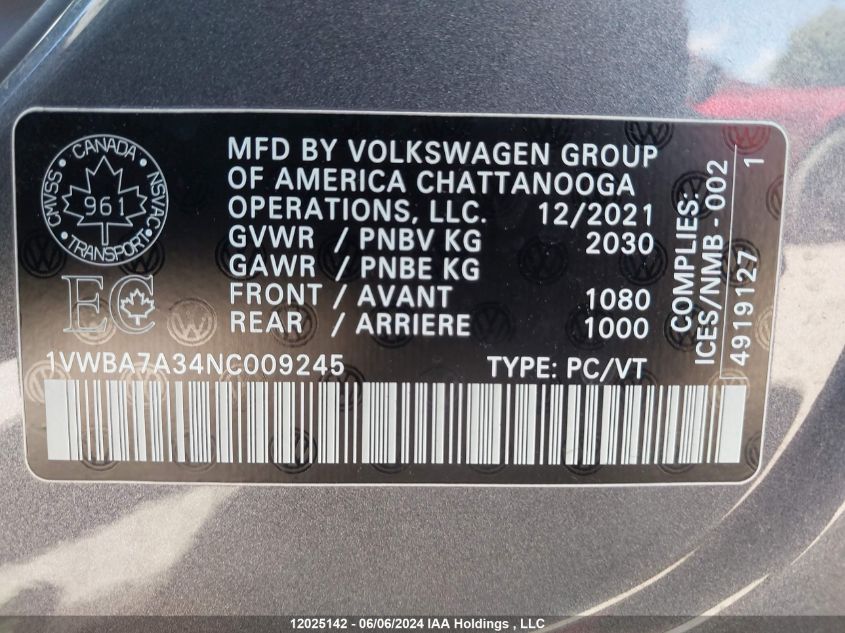 CANADA
CMVSS
NSVAC
961
TRANSPORT
EC
MFD BY VOLKSWAGEN GROUP
OF AMERICA CHATTANOOGA
OPERATIONS, LLC. 12/2021
GVWR / PNBV KG 2030
GAWR / PNBE KG
FRONT / AVANT 1080
REAR / ARRIERE 1000
1VWBA7A34NC009245 TYPE: PC/VT
COMPLIES:
ICES/NMB - 002
4919127 1
12025142 - 06/06/2024 IAA Holdings , LLC